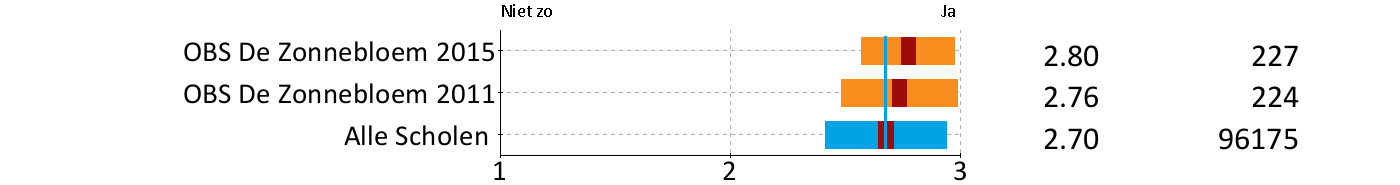 Niet zo Ja
OBS De Zonnebloem 2015 2.80 227
OBS De Zonnebloem 2011 2.76 224
Alle Scholen 2.70 96175
1 2 3